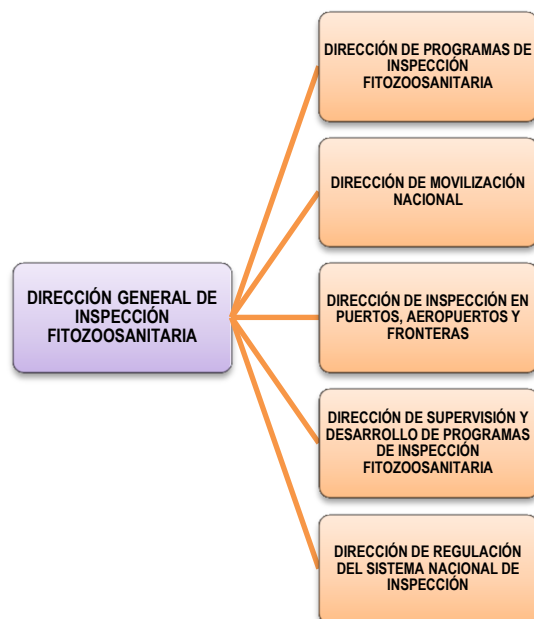 DIRECCIÓN GENERAL DE
INSPECCIÓN
FITOZOOSANITARIA
DIRECCIÓN DE PROGRAMAS DE
INSPECCIÓN
FITOZOOSANITARIA
DIRECCIÓN DE MOVILIZACIÓN
NACIONAL
DIRECCIÓN DE INSPECCIÓN EN
PUERTOS, AEROPUERTOS Y
FRONTERAS
DIRECCIÓN DE SUPERVISIÓN Y
DESARROLLO DE PROGRAMAS
DE INSPECCIÓN
FITOZOOSANITARIA
DIRECCIÓN DE REGULACIÓN
DEL SISTEMA NACIONAL DE
INSPECCIÓN